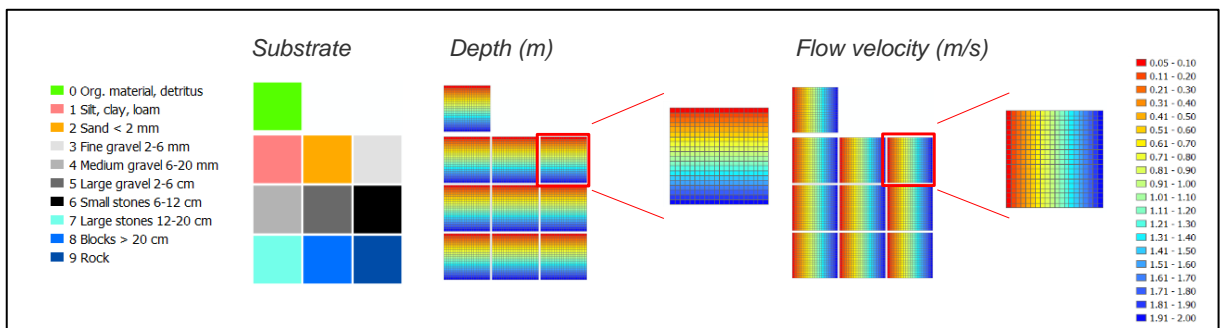 Substrate
Depth (m)
Flow velocity (m/s)
0 Org. material, detritus
1 Silt, clay, loam
2 Sand < 2 mm
3 Fine gravel 2-6 mm
4 Medium gravel 6-20 mm
5 Large gravel 2-6 cm
6 Small stones 6-12 cm
7 Large stones 12-20 cm
8 Blocks > 20 cm
9 Rock
0.05 - 0.10
0.11 - 0.20
0.21 - 0.30
0.31 - 0.40
0.41 - 0.50
0.51 - 0.60
0.61 - 0.70
0.71 - 0.80
0.81 - 0.90
0.91 - 1.00
1.01 - 1.10
1.11 - 1.20
1.21 - 1.30
1.31 - 1.40
1.41 - 1.50
1.51 - 1.60
1.61 - 1.70
1.71 - 1.80
1.81 - 1.90
1.91 - 2.00